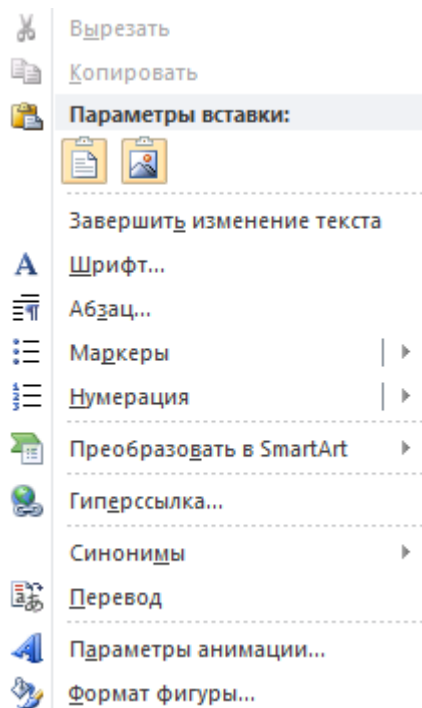 Вырезать
Копировать
Параметры вставки:
Завершить изменение текста
Шрифт...
Абзац...
Маркеры
Нумерация
Преобразовать в SmartArt
Гиперссылка...
Синонимы
Перевод
Параметры анимации...
Формат фигуры...